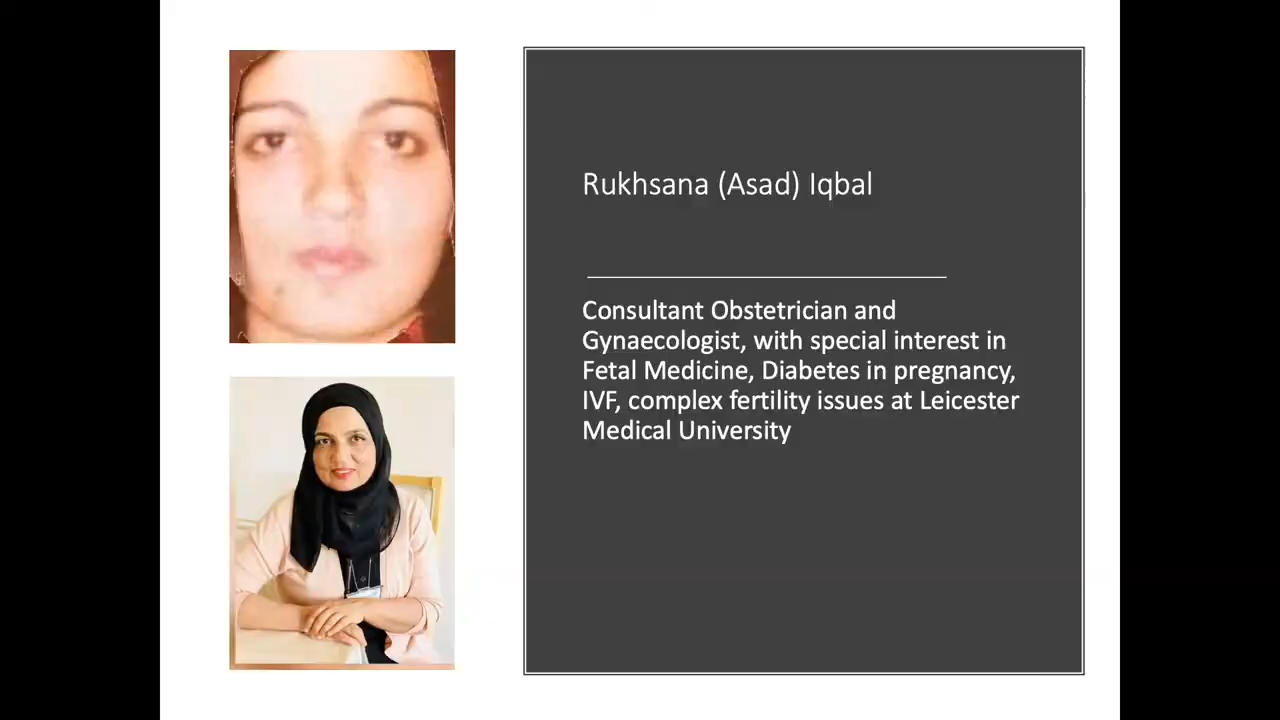 Rukhsana (Asad) Iqbal
Consultant Obstetrician and
Gynaecologist, with special interest in
Fetal Medicine, Diabetes in pregnancy,
IVF, complex fertility issues at Leicester
Medical University